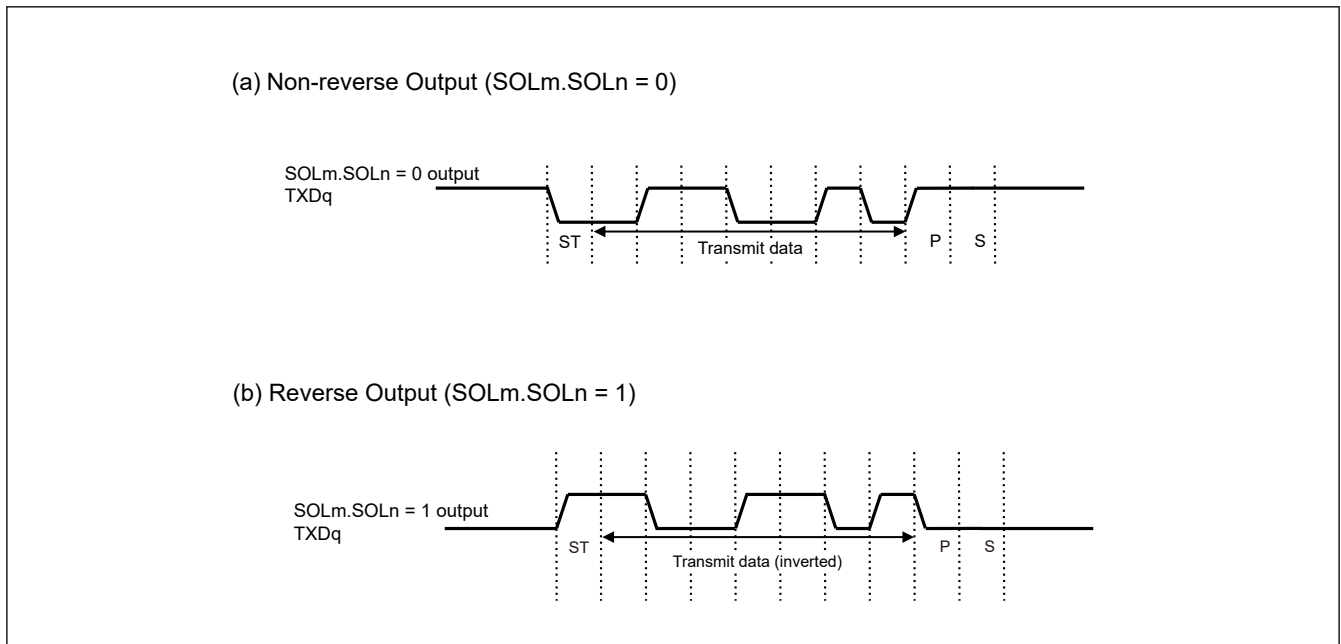 (a) Non-reverse Output (SOLm.SOLn = 0)
SOLm.SOLn = 0 output
TXDq
ST
Transmit data
P
S
(b) Reverse Output (SOLm.SOLn = 1)
SOLm.SOLn = 1 output
TXDq
ST
Transmit data (inverted)
P
S